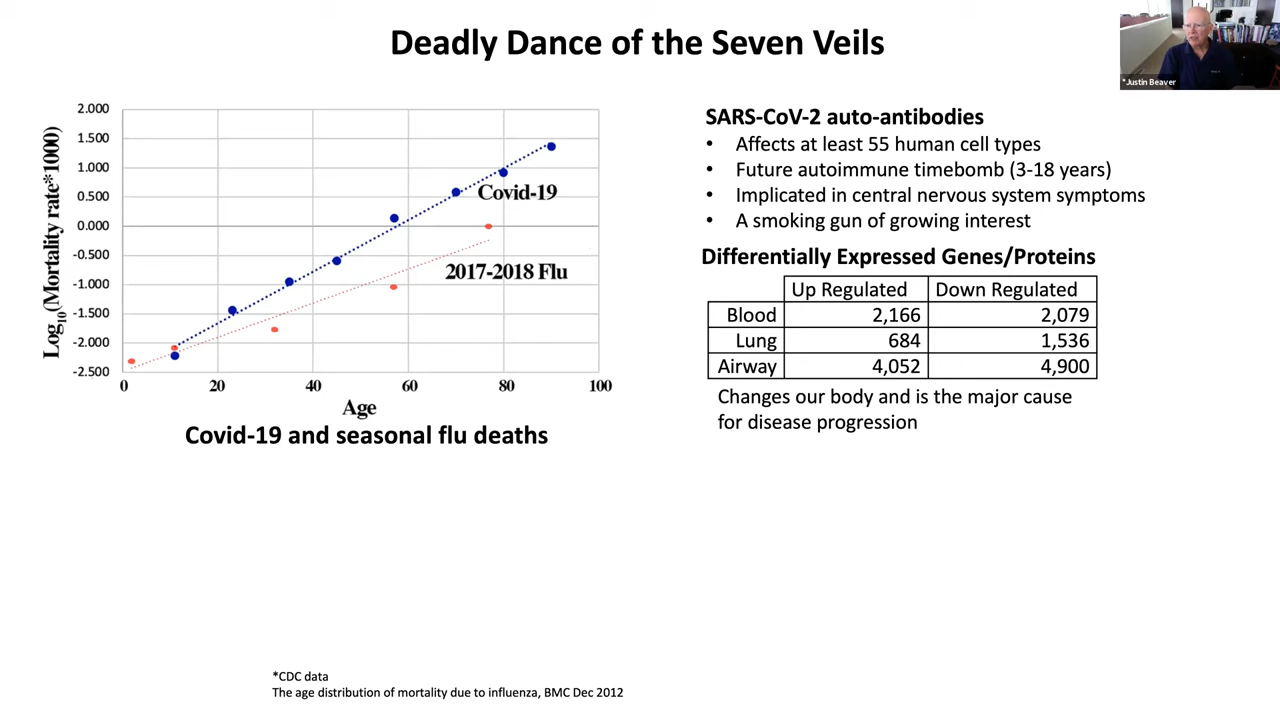 Deadly Dance of the Seven Veils
*Justin Beaver
2.000
1.500
1.000
0.500
0.000
-0.500
-1.000
-1.500
-2.000
-2.500
Log10(Mortality rate*1000)
Covid-19
2017-2018 Flu
0 20 40 60 80 100
Age
Covid-19 and seasonal flu deaths
SARS-CoV-2 auto-antibodies
• Affects at least 55 human cell types
• Future autoimmune timebomb (3-18 years)
• Implicated in central nervous system symptoms
• A smoking gun of growing interest
Differentially Expressed Genes/Proteins
Up Regulated Down Regulated
Blood 2,166 2,079
Lung 684 1,536
Airway 4,052 4,900
Changes our body and is the major cause
for disease progression
*CDC data
The age distribution of mortality due to influenza, BMC Dec 2012